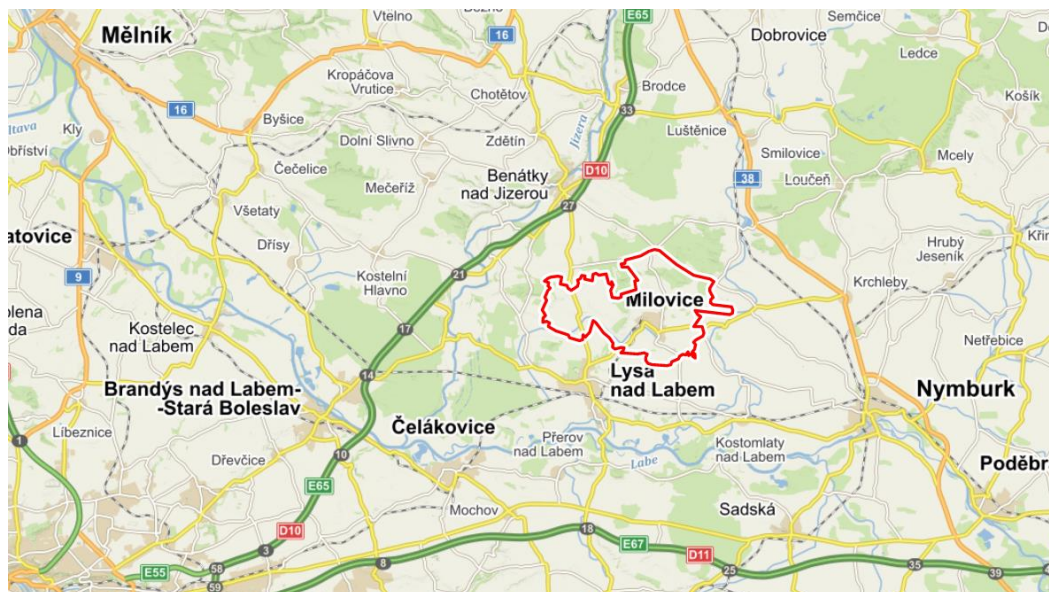 E65
Mělník
Vtelno
16
38
Semčice
Dobrovice
Ledce
Kropáčova
Vrutice
Chotětov
Brodce
Košík
16
Byšice
33
Jizera
Kly
Dolní Slivno
Zdětín
Luštěnice
Smilovice
Mcely
Čečelice
Mečeříž
Benátky
nad Jizerou
D10
38
Loučeň
27
Všetaty
Dřísy
Hrubý
Jeseník
9
Kostelní
Hlavno
21
Krchleby
Milovice
Kostelec
nad Labem
17
Netřebice
14
Lysá
nad Labem
Brandýs nad Labem-
-Stará Boleslav
Nymburk
Čelákovice
1
Líbeznice
Přerov
nad Labem
Kostomlaty
nad Labem
10
Dřevčice
Labe
E65
Sadská
Mochov
D10
18
E67
3
D11
E55
58
8
25
35
39
59